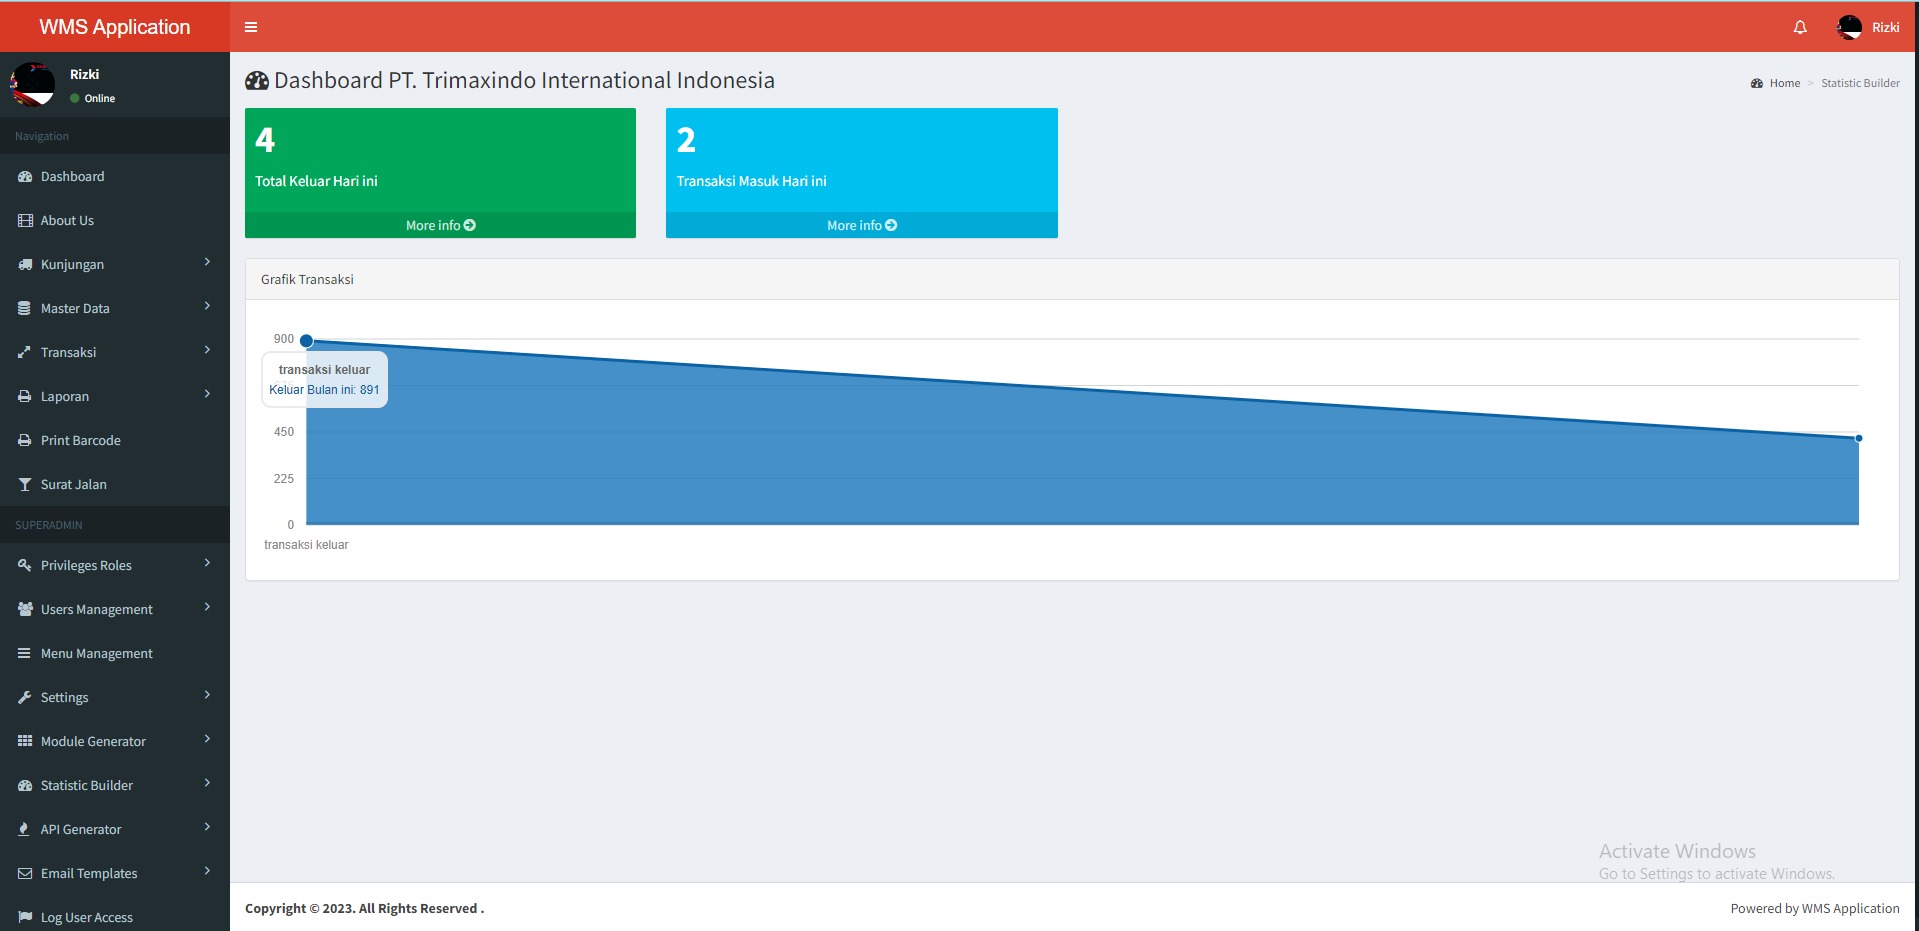 WMS Application
Rizki
Rizki
Online
Navigation
Dashboard
About Us
Kunjungan
Master Data
Transaksi
Laporan
Print Barcode
Surat Jalan
SUPERADMIN
Privileges Roles
Users Management
Menu Management
Settings
Module Generator
Statistic Builder
API Generator
Email Templates
Log User Access
Dashboard PT. Trimaxindo International Indonesia
Home > Statistic Builder
4
Total Keluar Hari ini
More info
2
Transaksi Masuk Hari ini
More info
Grafik Transaksi
900
transaksi keluar
Keluar Bulan ini: 891
450
225
0
transaksi keluar
Activate Windows
Go to Settings to activate Windows.
Copyright © 2023. All Rights Reserved .
Powered by WMS Application